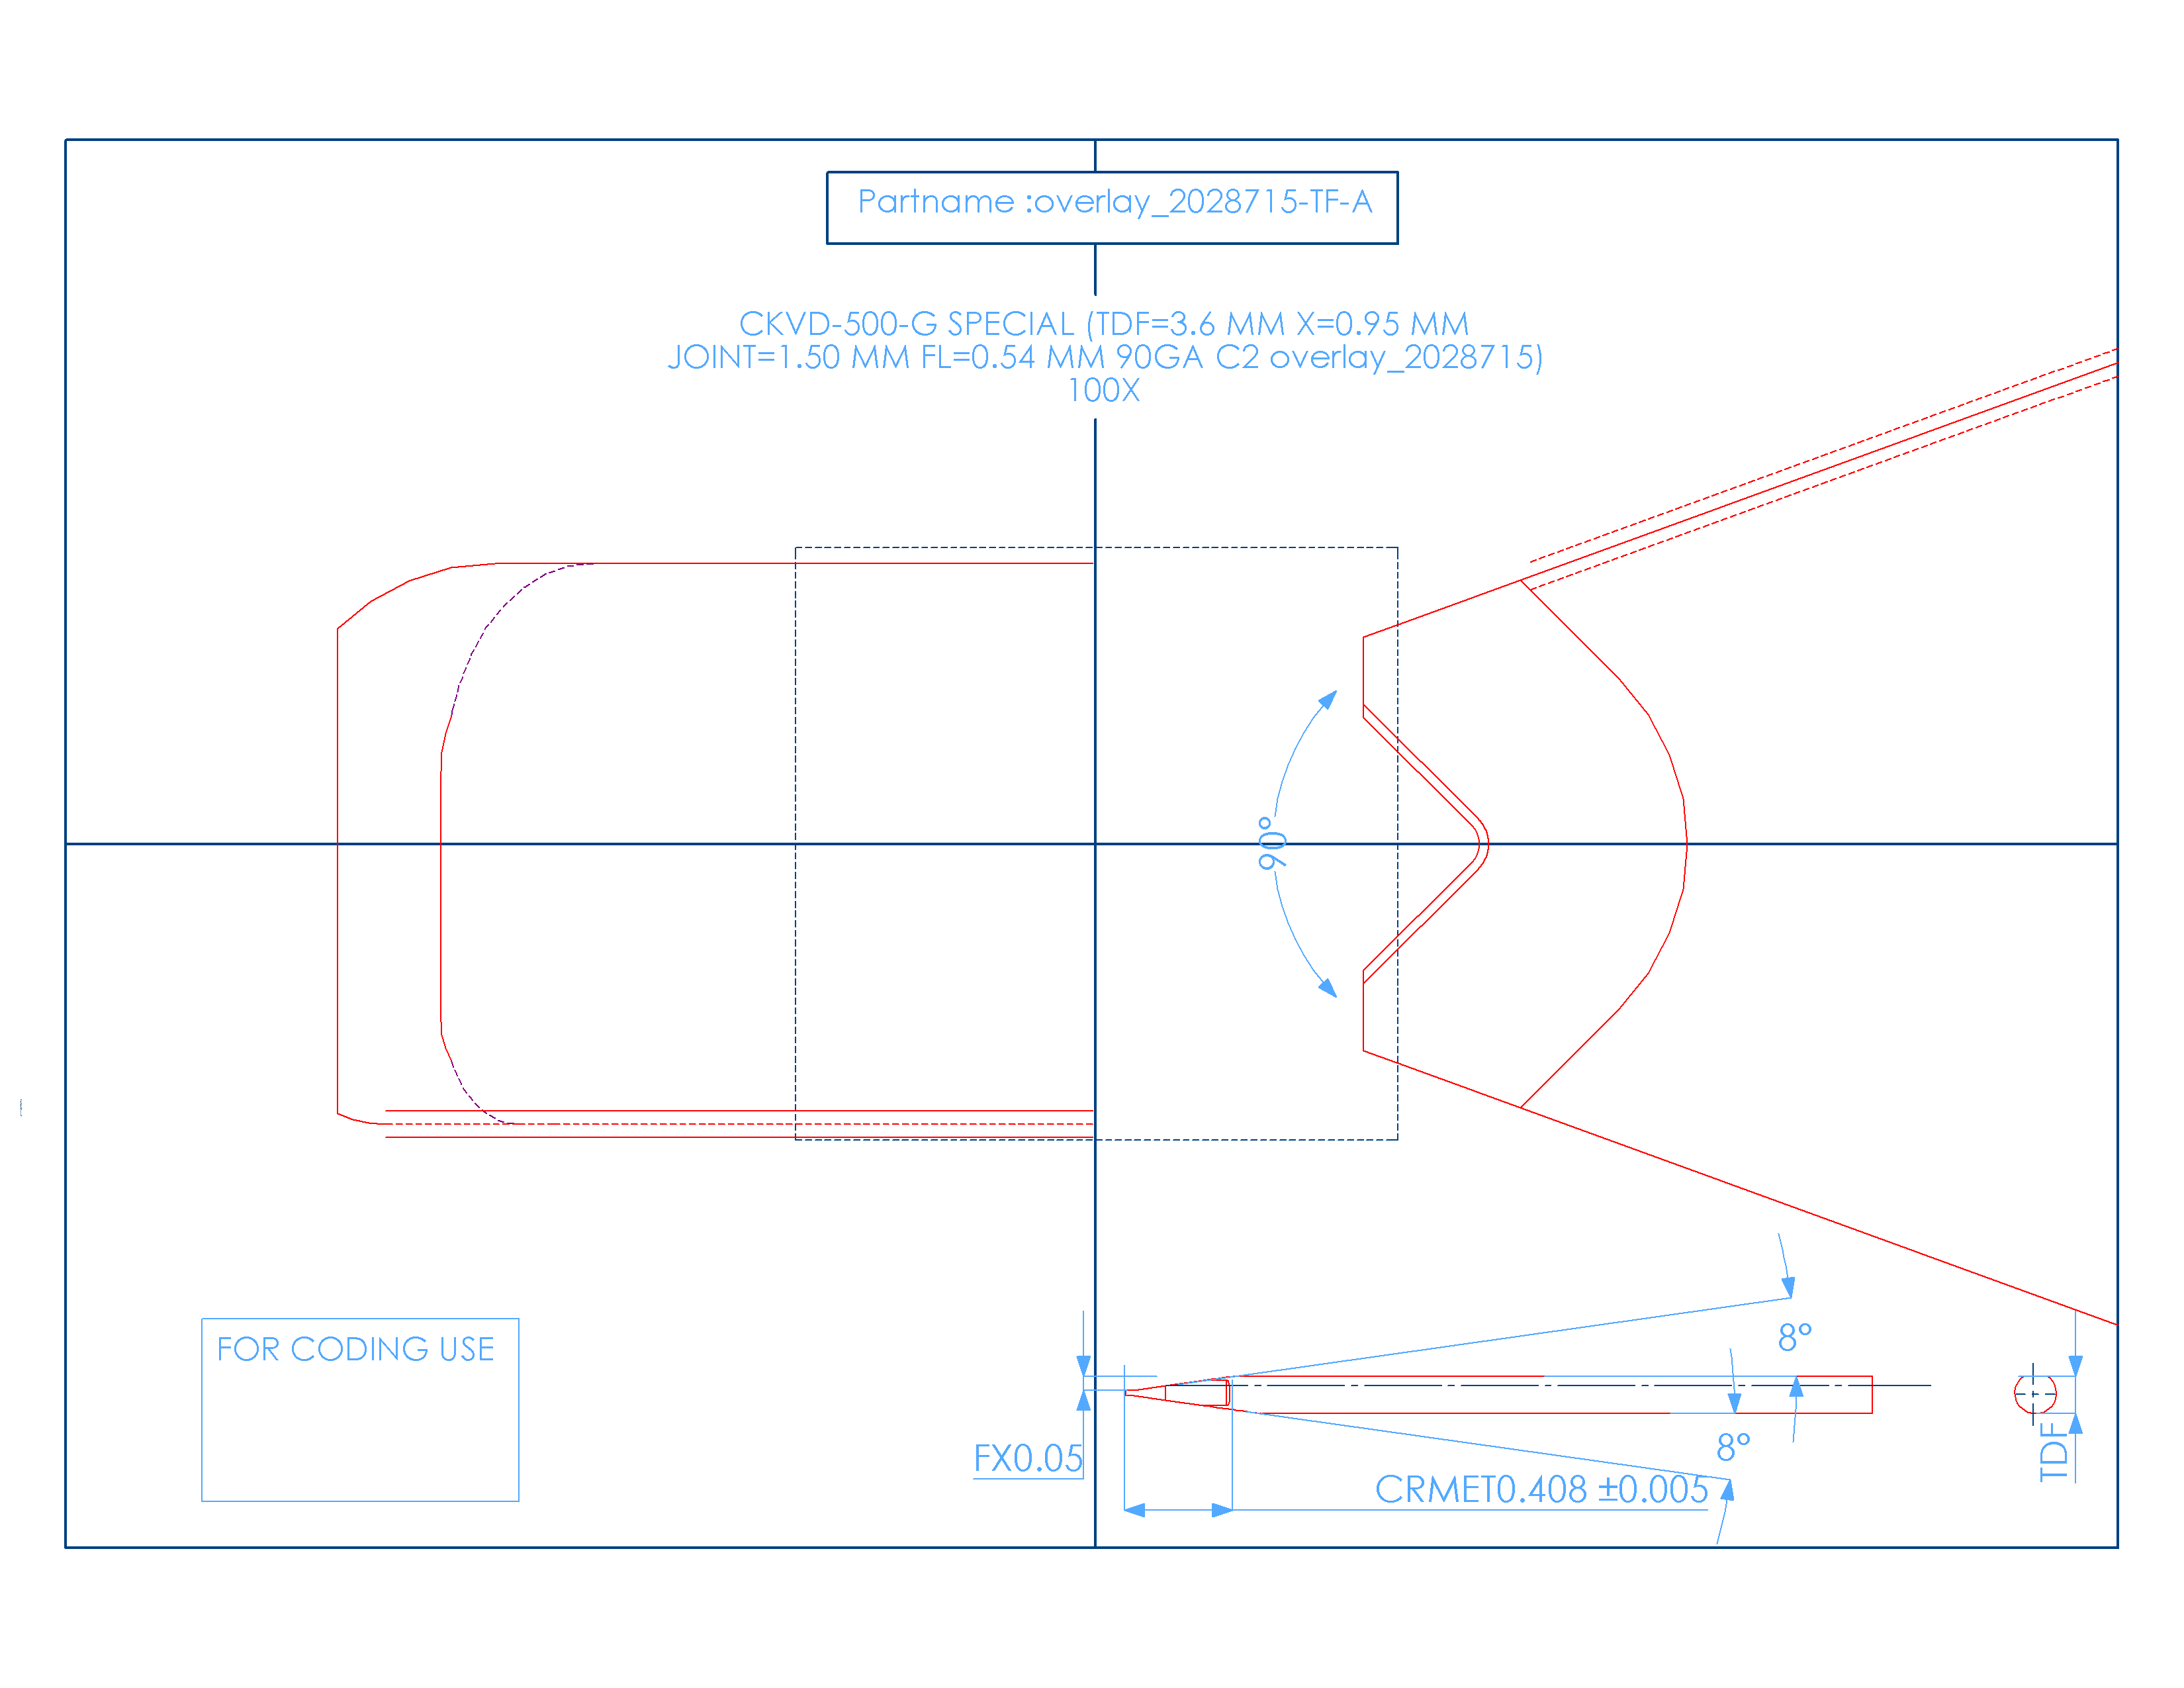 Partname :overlay_2028715-TF-A
CKVD-500-G SPECIAL (TDF=3.6 MM X=0.95 MM
JOINT=1.50 MM FL=0.54 MM 90GA C2 overlay_2028715)
100X
90°
FOR CODING USE
8°
8°
FX0.05
CRMET0.408 ±0.005
TDF